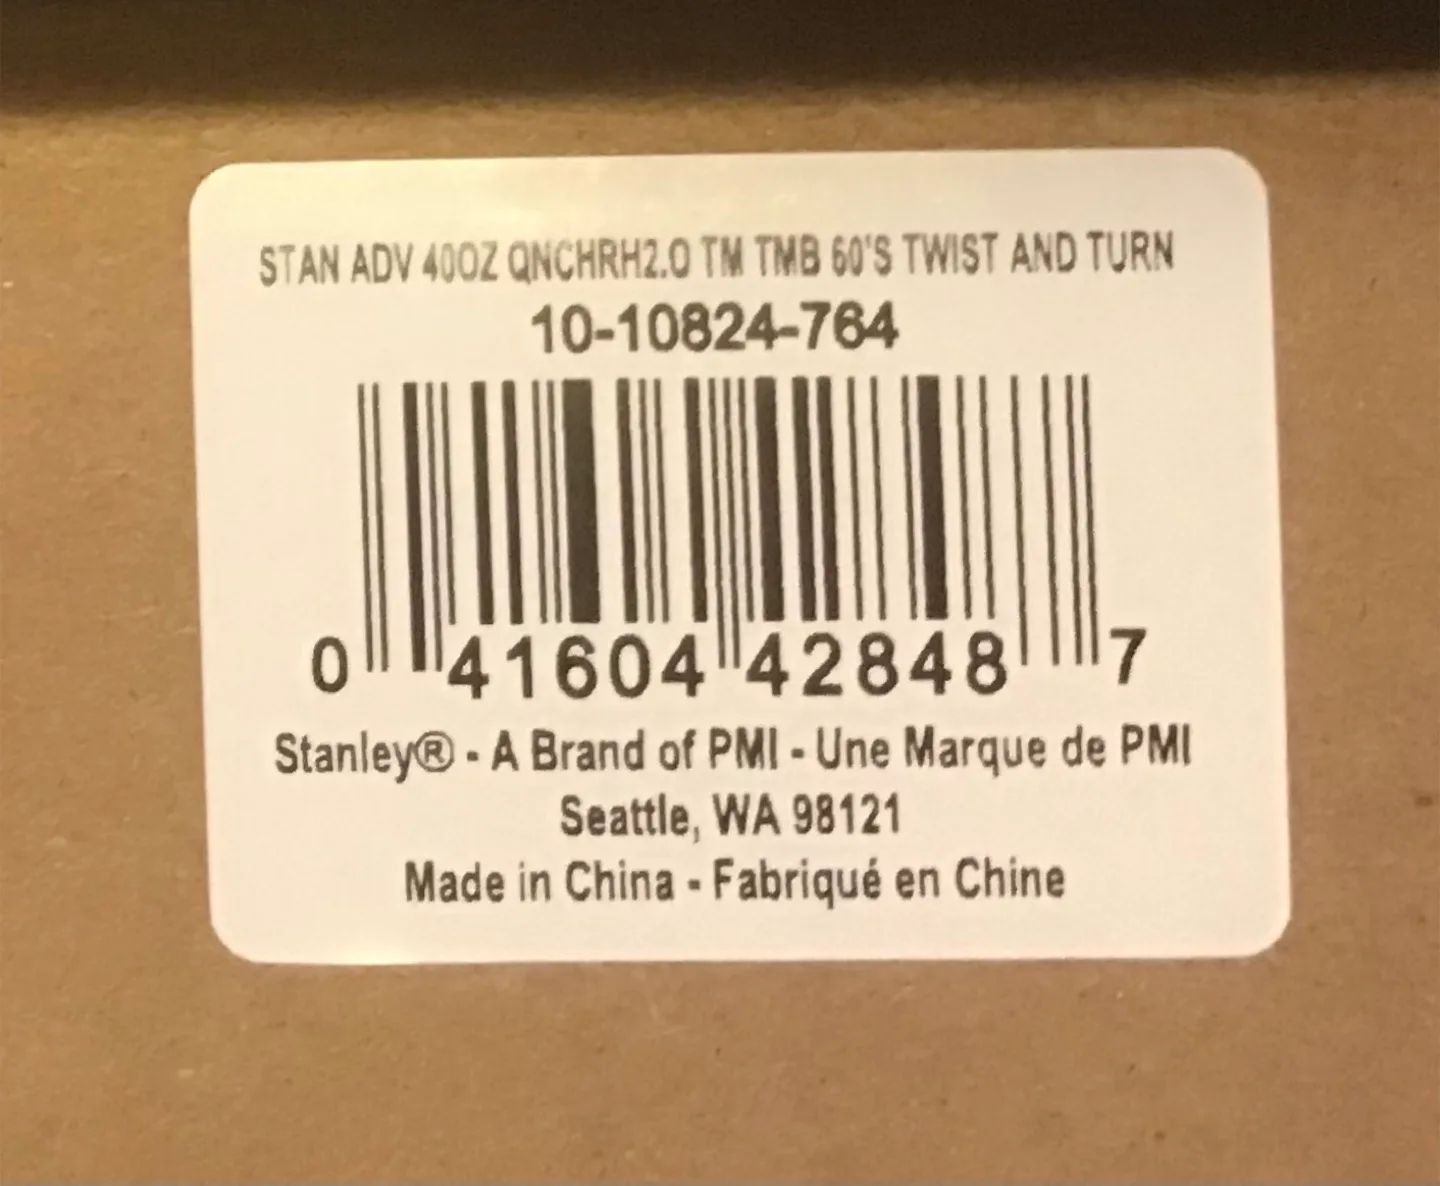 STAN ADV 40OZ QNCHRH2.O TM TMB 60'S TWIST AND TURN
10-10824-764
0 41604 42848 7
Stanley® - A Brand of PMI - Une Marque de PMI
Seattle, WA 98121
Made in China - Fabriqué en Chine